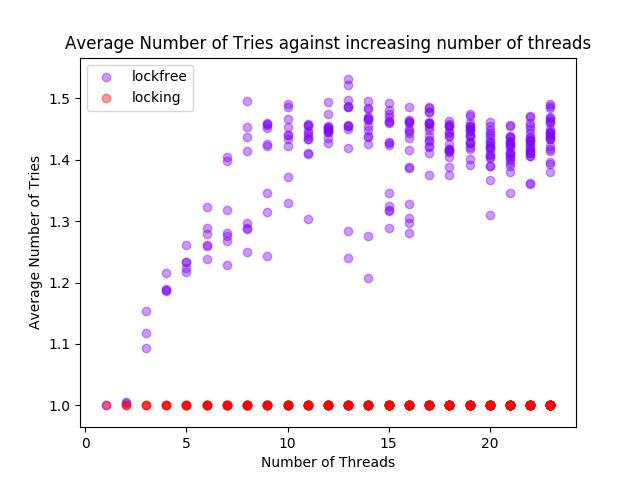 Average Number of Tries against increasing number of threads
lockfree
locking
1.5
1.4
1.3
1.2
1.1
1.0
Average Number of Tries
0 5 10 15 20
Number of Threads